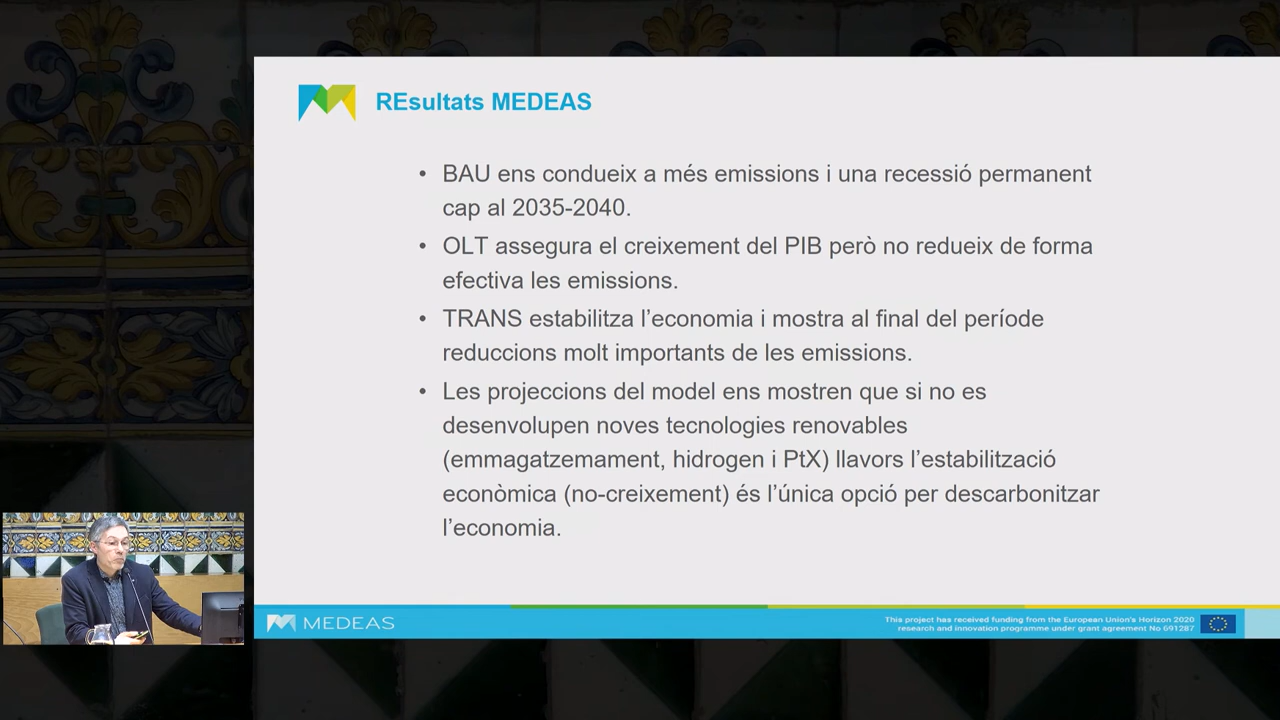 REsultats MEDEAS
• BAU ens condueix a més emissions i una recessió permanent
cap al 2035-2040.
• OLT assegura el creixement del PIB però no redueix de forma
efectiva les emissions.
• TRANS estabilitza l’economia i mostra al final del període
reduccions molt importants de les emissions.
• Les projeccions del model ens mostren que si no es
desenvolupen noves tecnologies renovables
(emmagatzemament, hidrogen i PtX) llavors l’estabilització
econòmica (no-creixement) és l’única opció per descarbonitzar
l’economia.
MEDEAS
This project has received funding from the European Union's Horizon 2020
research and innovation programme under grant agreement No 691287